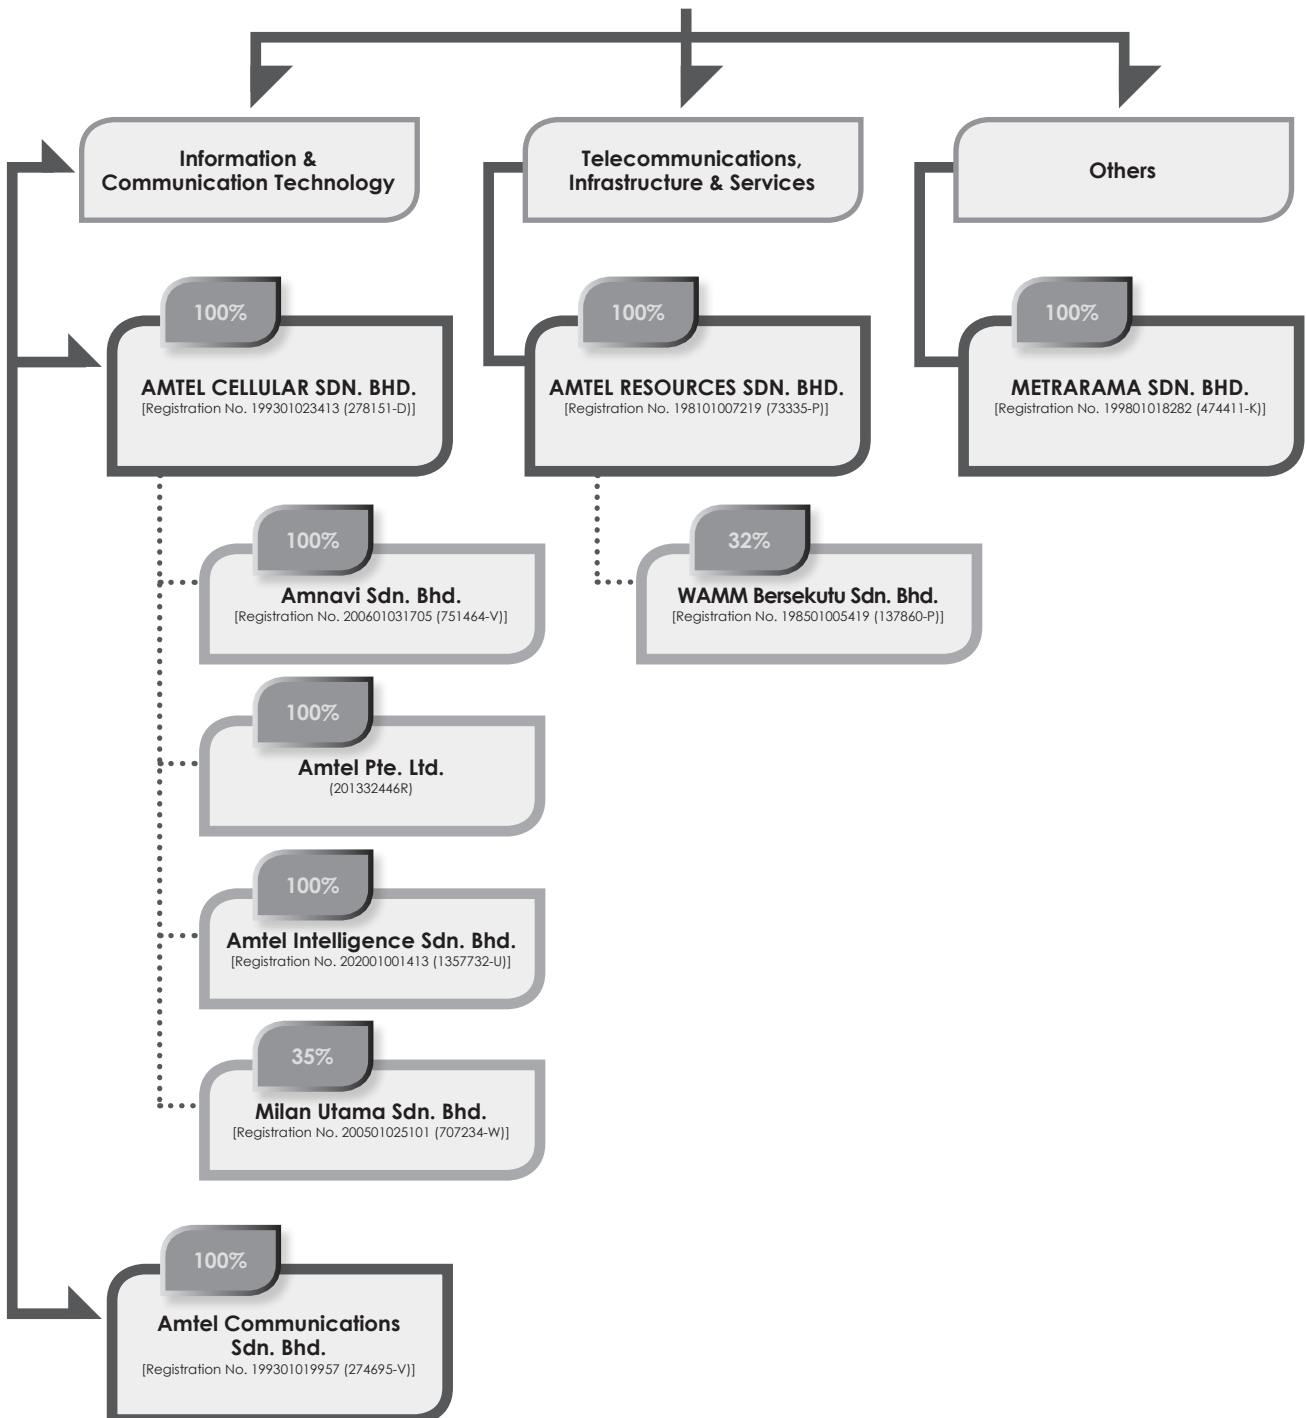 Information &
Communication Technology
Telecommunications,
Infrastructure & Services
Others
100%
AMTEL CELLULAR SDN. BHD.
[Registration No. 199301023413 (278151-D)]
100%
AMTEL RESOURCES SDN. BHD.
[Registration No. 198101007219 (73335-P)]
100%
METRARAMA SDN. BHD.
[Registration No. 199801018282 (474411-K)]
100%
Amnavi Sdn. Bhd.
[Registration No. 200601031705 (751464-V)]
32%
WAMM Bersekutu Sdn. Bhd.
[Registration No. 198501005419 (137860-P)]
100%
Amtel Pte. Ltd.
(201332446R)
100%
Amtel Intelligence Sdn. Bhd.
[Registration No. 202001001413 (1357732-U)]
35%
Milan Utama Sdn. Bhd.
[Registration No. 200501025101 (707234-W)]
100%
Amtel Communications
Sdn. Bhd.
[Registration No. 199301019957 (274695-V)]